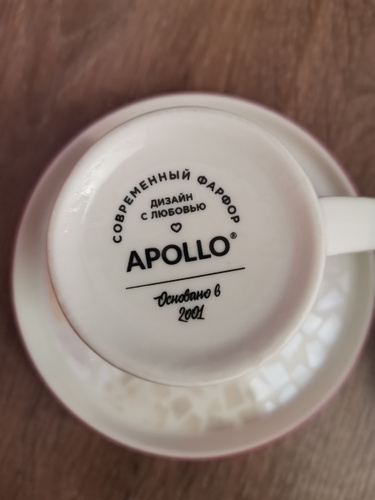 СОВРЕМЕННЫЙ ФАРФОР
ДИЗАЙН
С ЛЮБОВЬЮ
APOLLO®
Основано в
2001